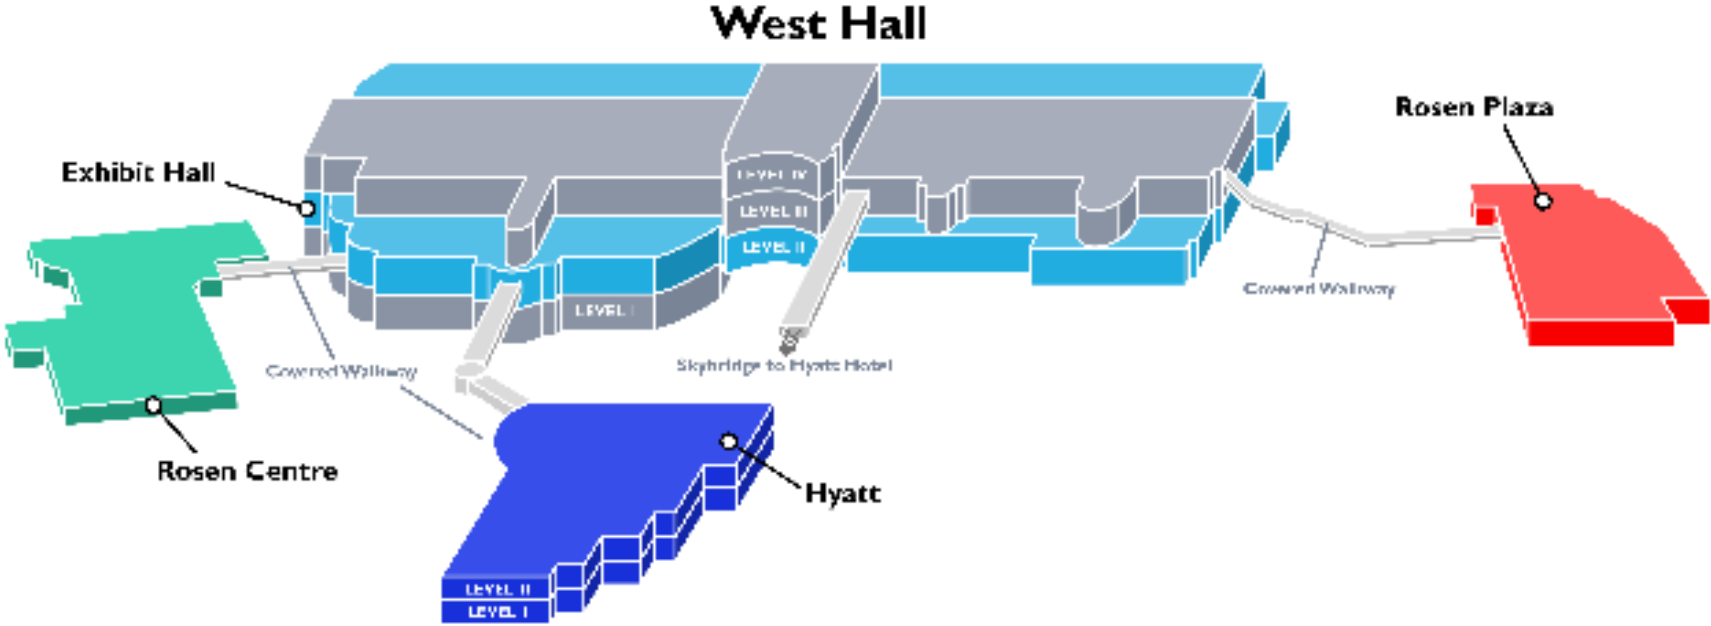 West Hall
Rosen Plaza
Exhibit Hall
LEVEL IV
LEVEL III
LEVEL II
LEVEL I
Covered Walkway
Covered Walkway
Skybridge to Hyatt Hotel
Rosen Centre
Hyatt
LEVEL II
LEVEL I